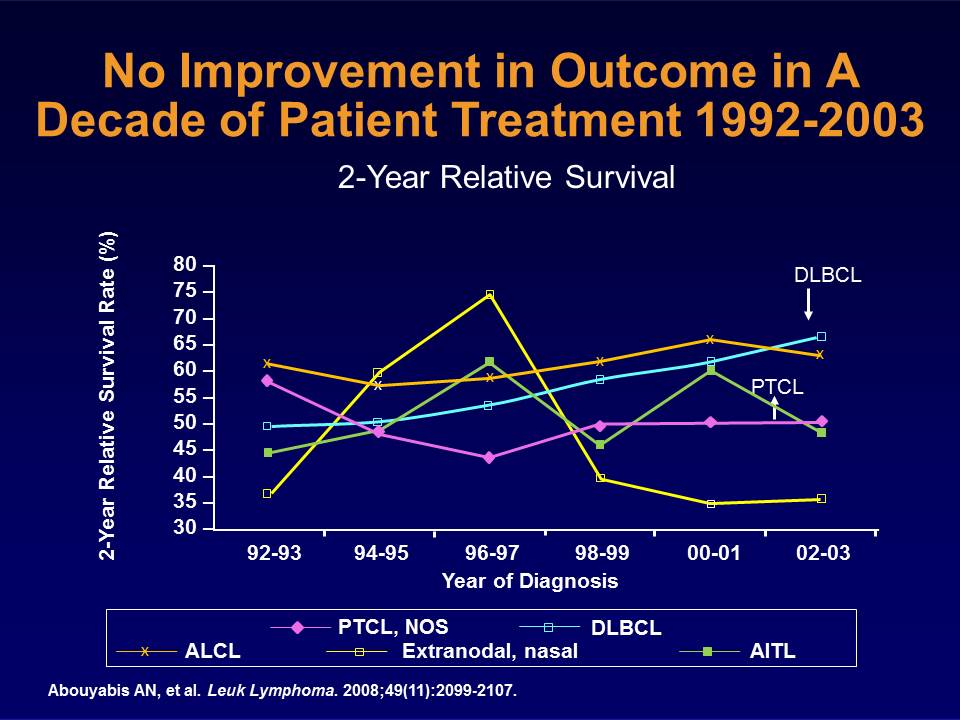 No Improvement in Outcome in A
Decade of Patient Treatment 1992-2003
2-Year Relative Survival
2-Year Relative Survival Rate (%)
80
75
70
65
60
55
50
45
40
35
30
DLBCL
PTCL
92-93 94-95 96-97 98-99 00-01 02-03
Year of Diagnosis
PTCL, NOS DLBCL
x ALCL Extranodal, nasal AITL
Abouyabis AN, et al. Leuk Lymphoma. 2008;49(11):2099-2107.